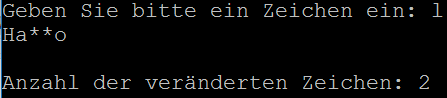 Geben Sie bitte ein Zeichen ein: l
Ha**o
Anzahl der veränderten Zeichen: 2